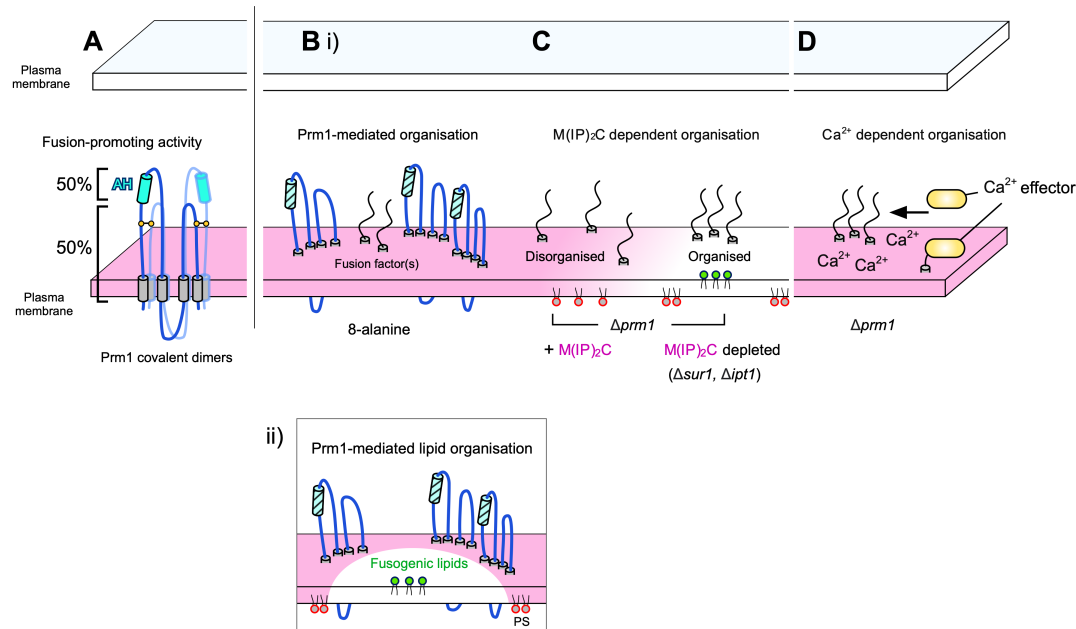 A
B i)
C
D
Plasma
membrane
Fusion-promoting activity
50%
AH
50%
Plasma
membrane
Prm1 covalent dimers
Prm1-mediated organisation
Fusion factor(s)
8-alanine
M(IP)₂C dependent organisation
Disorganised
Organised
Δprm1
+ M(IP)₂C
M(IP)₂C depleted
(Δsur1, Δipt1)
Ca²⁺ dependent organisation
Ca²⁺ effector
Ca²⁺
Ca²⁺ Ca²⁺
Δprm1
ii)
Prm1-mediated lipid organisation
Fusogenic lipids
PS